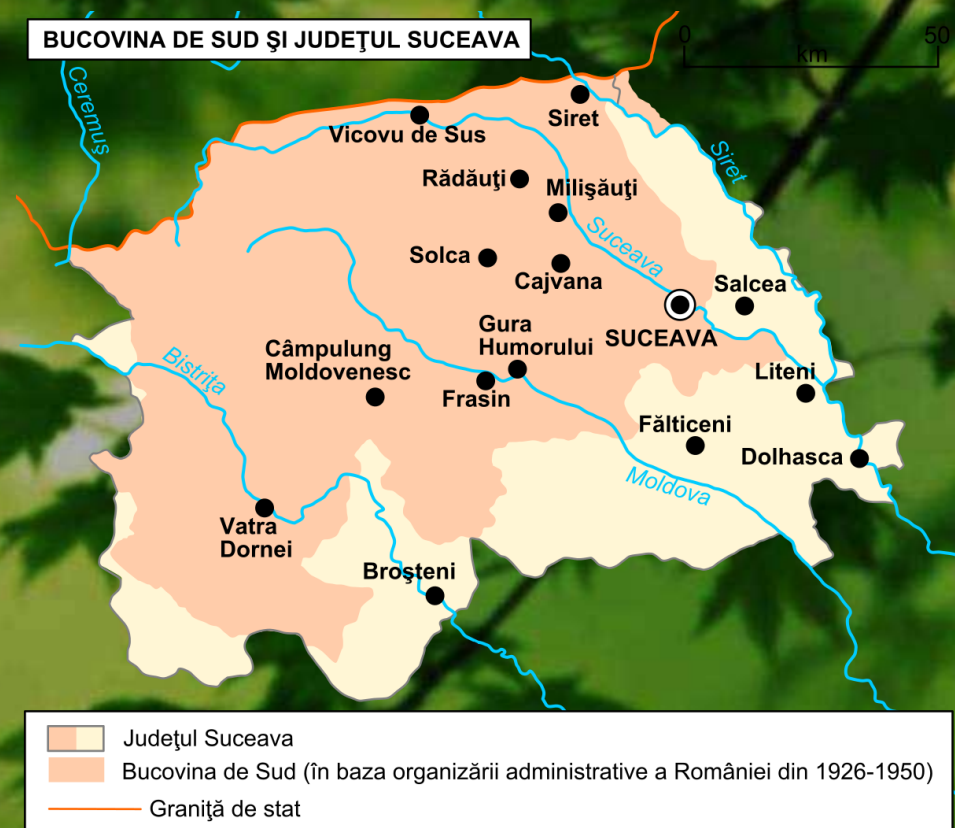 BUCOVINA DE SUD ŞI JUDEŢUL SUCEAVA
0
50
km
Ceremuş
Siret
Vicovu de Sus
Siret
Rădăuţi
Milişăuţi
Suceava
Solca
Cajvana
Salcea
SUCEAVA
Gura
Humorului
Câmpulung
Moldovenesc
Bistriţa
Frasin
Liteni
Fălticeni
Dolhasca
Moldova
Vatra
Dornei
Broşteni
Judeţul Suceava
Bucovina de Sud (în baza organizării administrative a României din 1926-1950)
Graniţă de stat